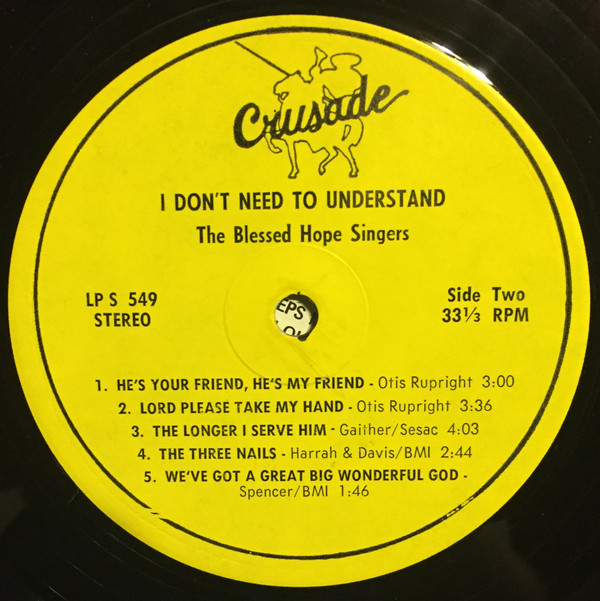 Crusade
I DON'T NEED TO UNDERSTAND
The Blessed Hope Singers
LP S 549
STEREO
Side Two
33⅓ RPM
EPS
1. HE'S YOUR FRIEND, HE'S MY FRIEND - Otis Rupright 3:00
2. LORD PLEASE TAKE MY HAND - Otis Rupright 3:36
3. THE LONGER I SERVE HIM - Gaither/Sesac 4:03
4. THE THREE NAILS - Harrah & Davis/BMI 2:44
5. WE'VE GOT A GREAT BIG WONDERFUL GOD -
Spencer/BMI 1:46